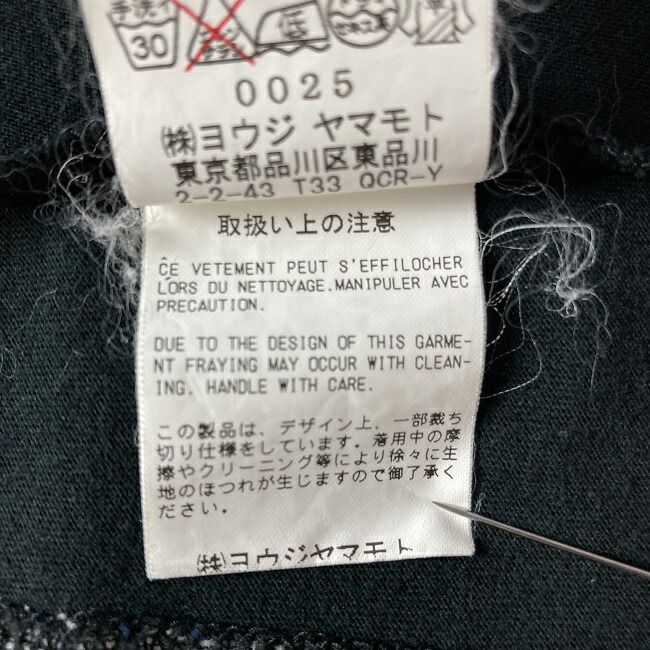 手洗イ
30
低
0025
㈱ヨウジ ヤマモト
東京都品川区東品川
2-2-43 T33 QCR-Y
取扱い上の注意
CE VETEMENT PEUT S'EFFILOCHER
LORS DU NETTOYAGE.MANIPULER AVEC
PRECAUTION.
DUE TO THE DESIGN OF THIS GARME-
NT FRAYING MAY OCCUR WITH CLEAN-
ING. HANDLE WITH CARE.
この製品は、デザイン上、一部裁ち
切り仕様をしています。着用中の摩
擦やクリーニング等により徐々に生
地のほつれが生じますので御了承く
ださい。
㈱ヨウジヤマモト